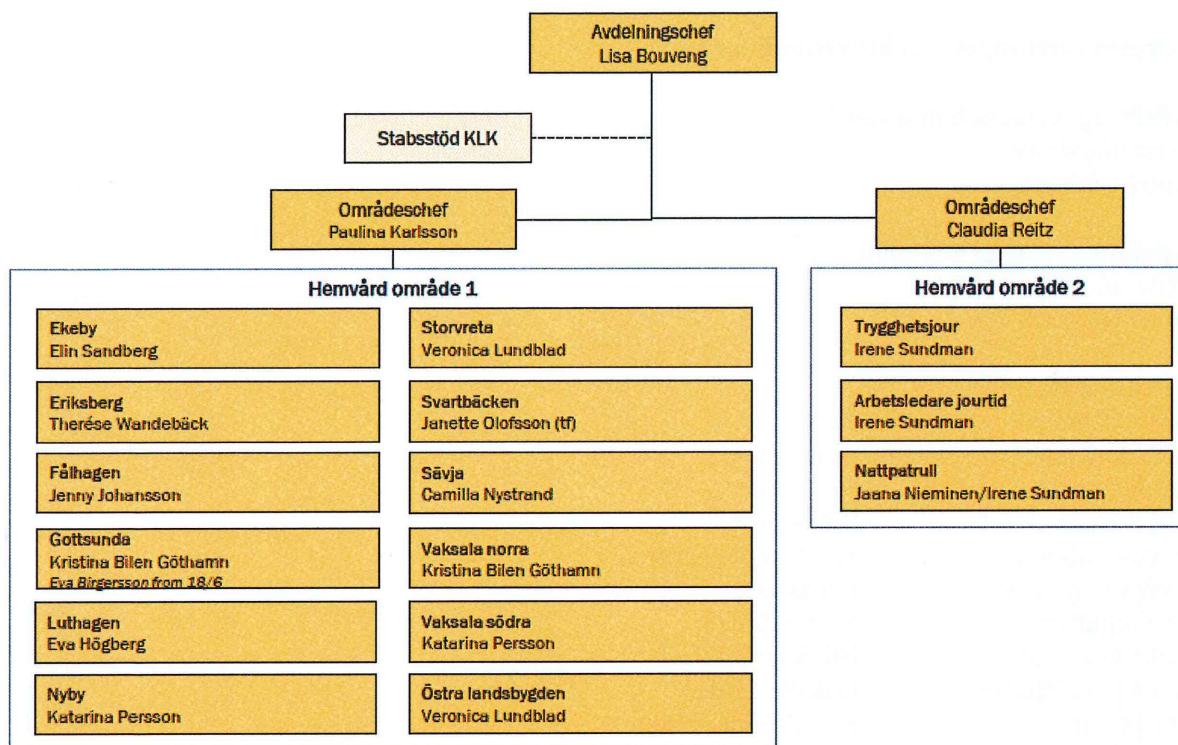 Avdelningschef
Lisa Bouveng
Stabsstöd KLK
Områdeschef
Paulina Karlsson
Områdeschef
Claudia Reitz
Hemvård område 1
Ekeby
Elin Sandberg
Eriksberg
Therése Wandebäck
Fålhagen
Jenny Johansson
Gottsunda
Kristina Bilen Göthamn
Eva Birgersson from 18/6
Luthagen
Eva Högberg
Nyby
Katarina Persson
Storvreta
Veronica Lundblad
Svartbäcken
Janette Olofsson (tf)
Sävja
Camilla Nystrand
Vaksala norra
Kristina Bilen Göthamn
Vaksala södra
Katarina Persson
Östra landsbygden
Veronica Lundblad
Hemvård område 2
Trygghetsjour
Irene Sundman
Arbetsledare jourtid
Irene Sundman
Nattpatrull
Jaana Nieminen/Irene Sundman